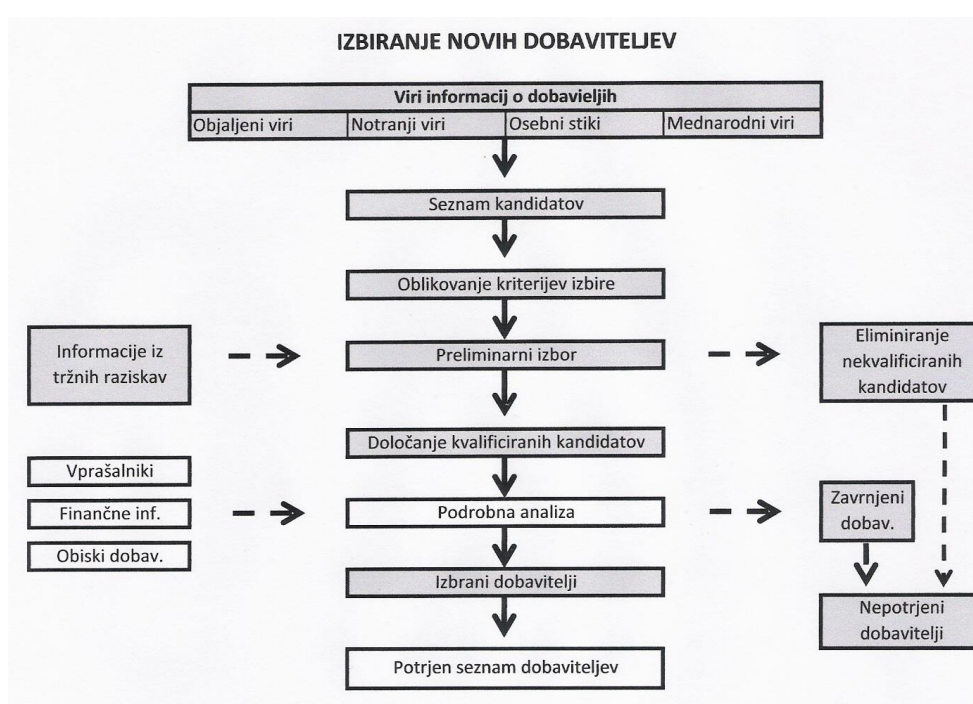 IZBIRANJE NOVIH DOBAVITELJEV
Viri informacij o dobavieljih
Objaljeni viri
Notranji viri
Osebni stiki
Mednarodni viri
Seznam kandidatov
Oblikovanje kriterijev izbire
Informacije iz
tržnih raziskav
Preliminarni izbor
Eliminiranje
nekvalificiranih
kandidatov
Določanje kvalificiranih kandidatov
Vprašalniki
Finančne inf.
Obiski dobav.
Podrobna analiza
Zavrnjeni
dobav.
Izbrani dobavitelji
Nepotrjeni
dobavitelji
Potrjen seznam dobaviteljev